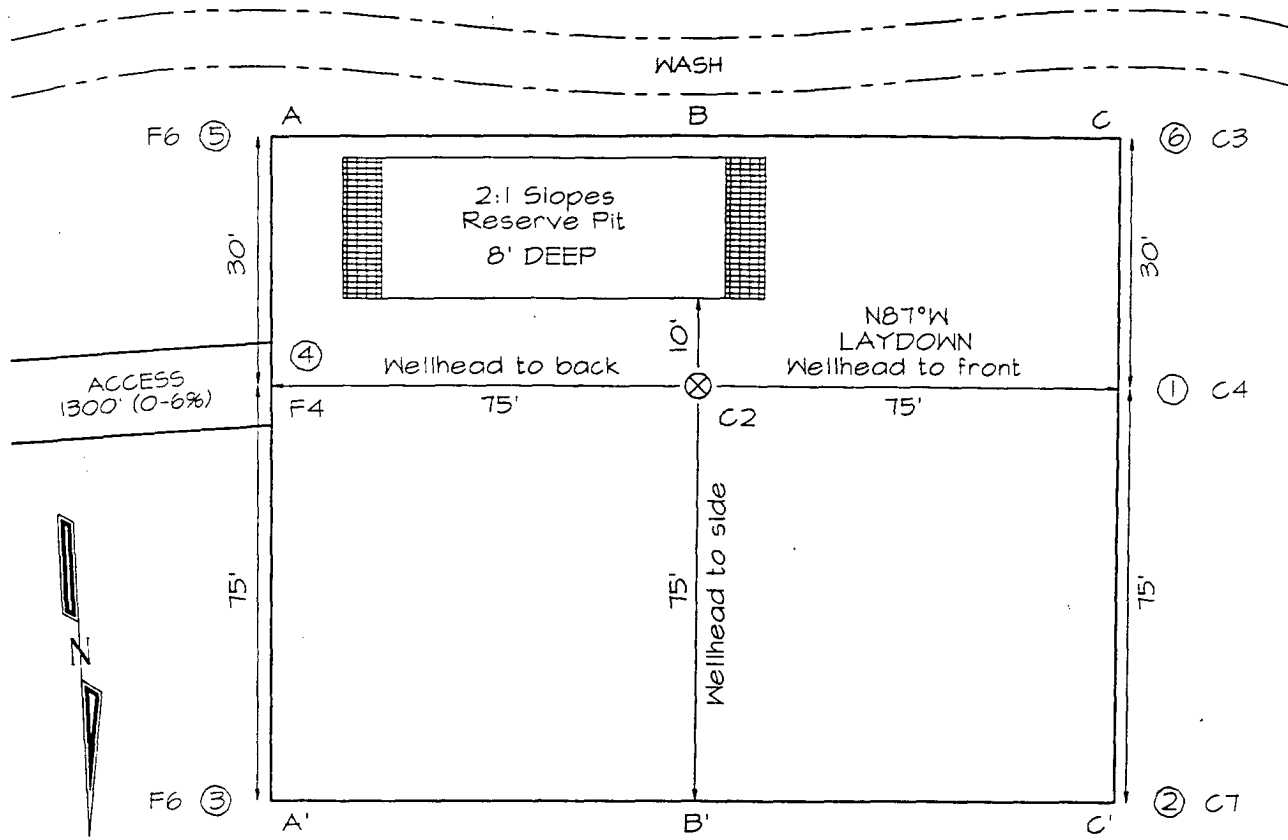 WASH
A
B
C
F6 ⑤
⑥ C3
2:1 Slopes
Reserve Pit
8' DEEP
30'
30'
10'
N87°W
LAYDOWN
Wellhead to front
④
Wellhead to back
ACCESS
1300' (0-6%)
F4
75'
C2
75'
① C4
75'
75'
Wellhead to side
75'
N
F6 ③
② C7
A'
B'
C'